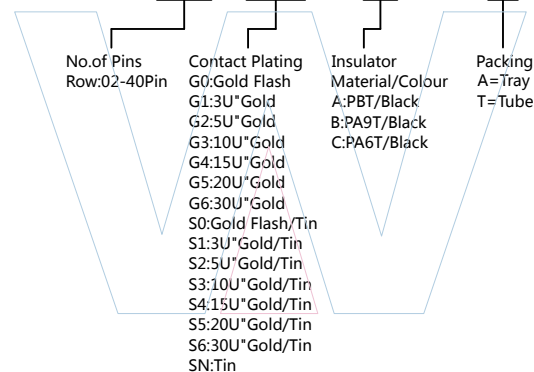 No.of Pins
Row:02-40Pin
Contact Plating
G0:Gold Flash
G1:3U"Gold
G2:5U"Gold
G3:10U"Gold
G4:15U"Gold
G5:20U"Gold
G6:30U"Gold
S0:Gold Flash/Tin
S1:3U"Gold/Tin
S2:5U"Gold/Tin
S3:10U"Gold/Tin
S4:15U"Gold/Tin
S5:20U"Gold/Tin
S6:30U"Gold/Tin
SN:Tin
Insulator
Material/Colour
A:PBT/Black
B:PA9T/Black
C:PA6T/Black
Packing
A=Tray
T=Tube